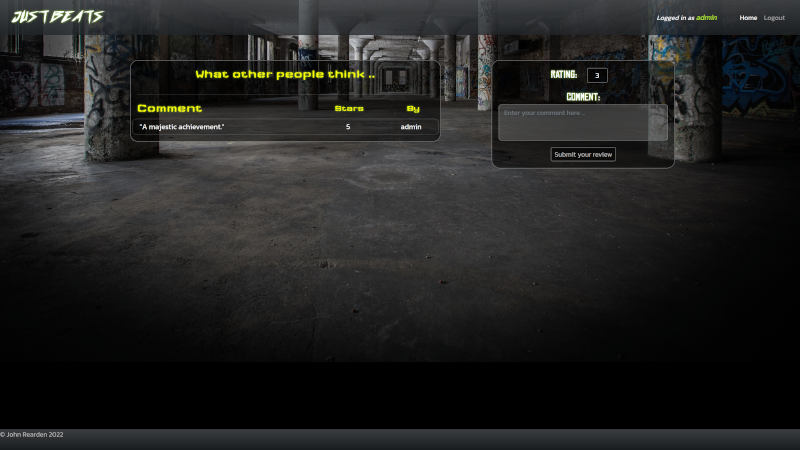 JUST BEATS
Logged in as admin
Home
Logout
What other people think ..
Comment Stars By
"A majestic achievement." 5 admin
RATING: 3
COMMENT:
Enter your comment here ...
Submit your review
© John Rearden 2022